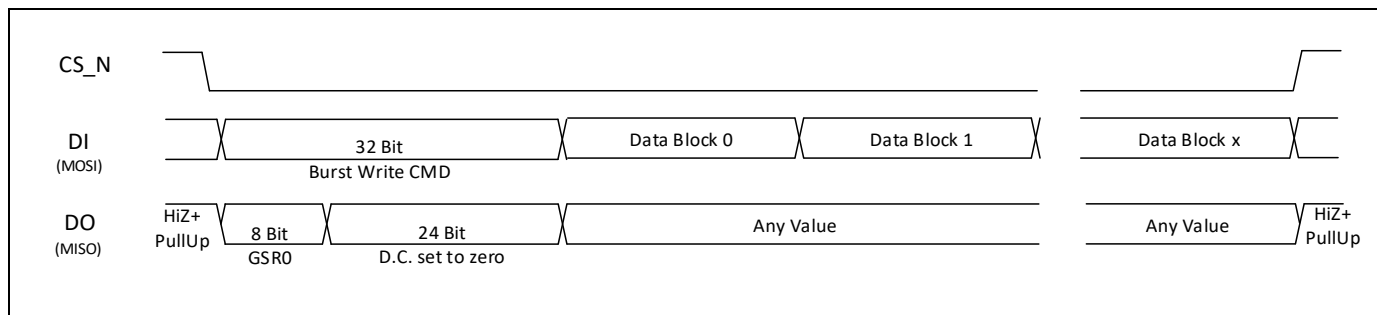 CS_N
DI
(MOSI)
32 Bit
Burst Write CMD
Data Block 0
Data Block 1
Data Block x
DO
(MISO)
HiZ+
PullUp
8 Bit
GSR0
24 Bit
D.C. set to zero
Any Value
Any Value
HiZ+
PullUp